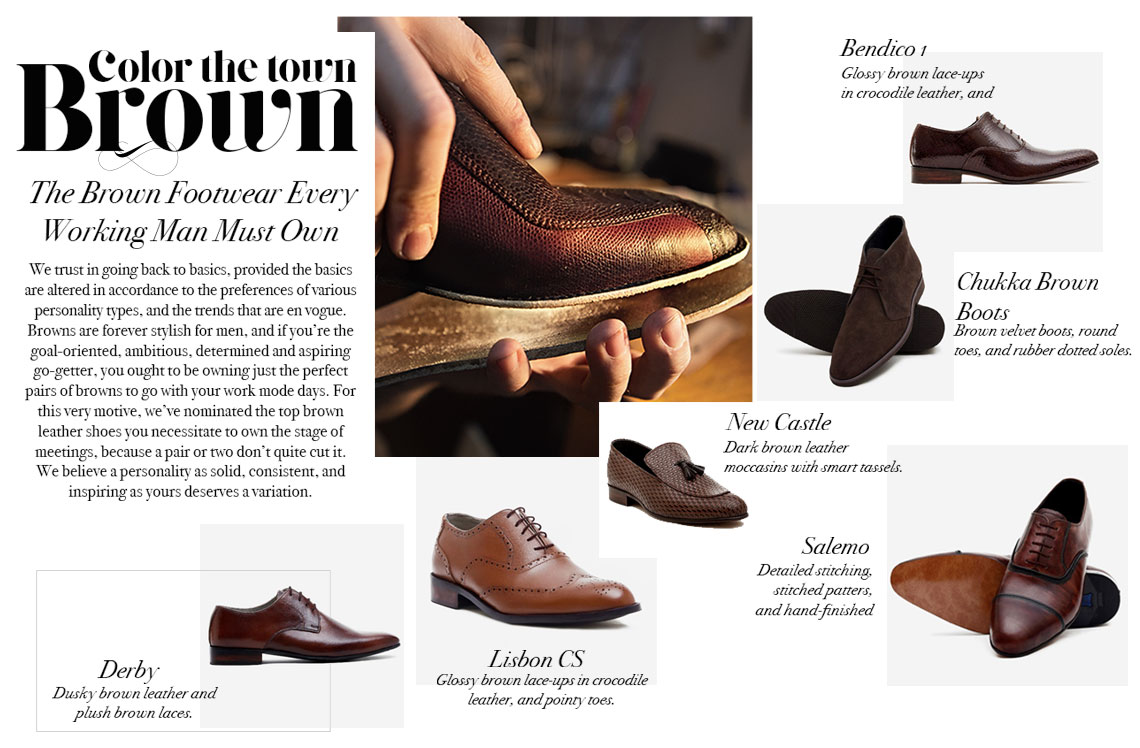 Color the town
Brown
The Brown Footwear Every
Working Man Must Own
We trust in going back to basics, provided the basics
are altered in accordance to the preferences of various
personality types, and the trends that are en vogue.
Browns are forever stylish for men, and if you're the
goal-oriented, ambitious, determined and aspiring
go-getter, you ought to be owning just the perfect
pairs of browns to go with your work mode days. For
this very motive, we've nominated the top brown
leather shoes you necessitate to own the stage of
meetings, because a pair or two don't quite cut it.
We believe a personality as solid, consistent, and
inspiring as yours deserves a variation.
Bendico 1
Glossy brown lace-ups
in crocodile leather, and
Chukka Brown
Boots
Brown velvet boots, round
toes, and rubber dotted soles.
New Castle
Dark brown leather
moccasins with smart tassels.
Salemo
Detailed stitching,
stitched patters,
and hand-finished
Lisbon CS
Glossy brown lace-ups in crocodile
leather, and pointy toes.
Derby
Dusky brown leather and
plush brown laces.